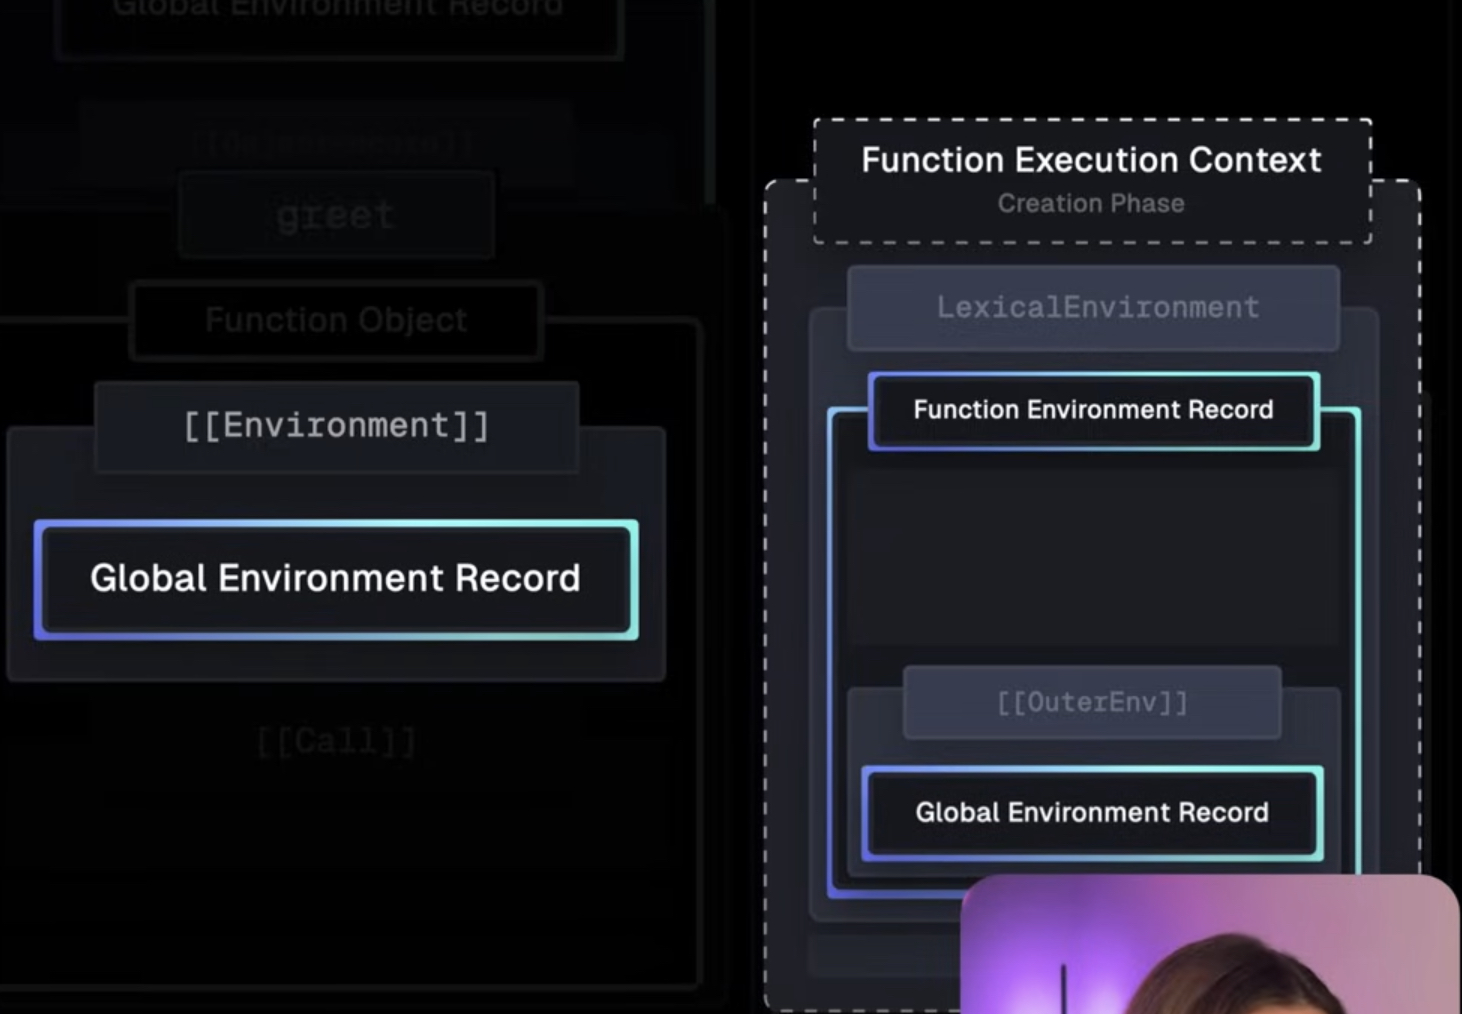 Global Environment Record
[[ObjectRecord]]
greet
Function Object
[[Environment]]
Global Environment Record
[[Call]]
Function Execution Context
Creation Phase
LexicalEnvironment
Function Environment Record
[[OuterEnv]]
Global Environment Record